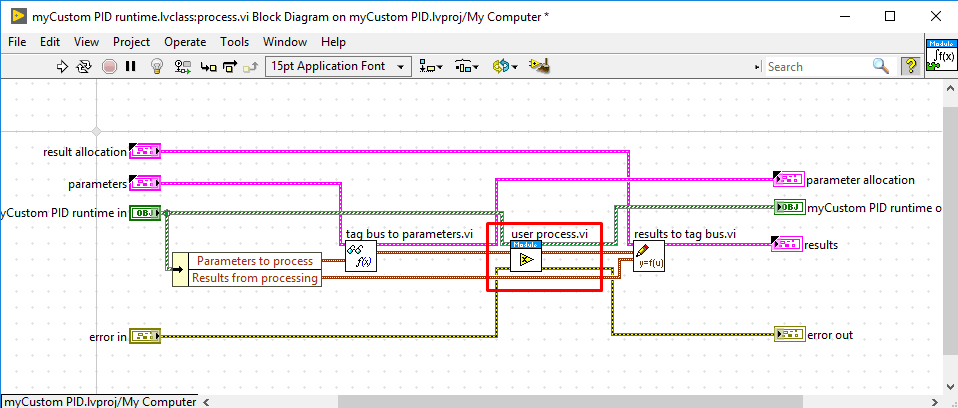 myCustom PID runtime.lvclass:process.vi Block Diagram on myCustom PID.lvproj/My Computer *
File Edit View Project Operate Tools Window Help
15pt Application Font
Search
?
Module
∫f(x)
result allocation
parameters
yCustom PID runtime in
OBJ
tag bus to parameters.vi
f(x)
user process.vi
Module
results to tag bus.vi
y=f(u)
parameter allocation
OBJ
myCustom PID runtime o
results
Parameters to process
Results from processing
error in
error out
myCustom PID.lvproj/My Computer